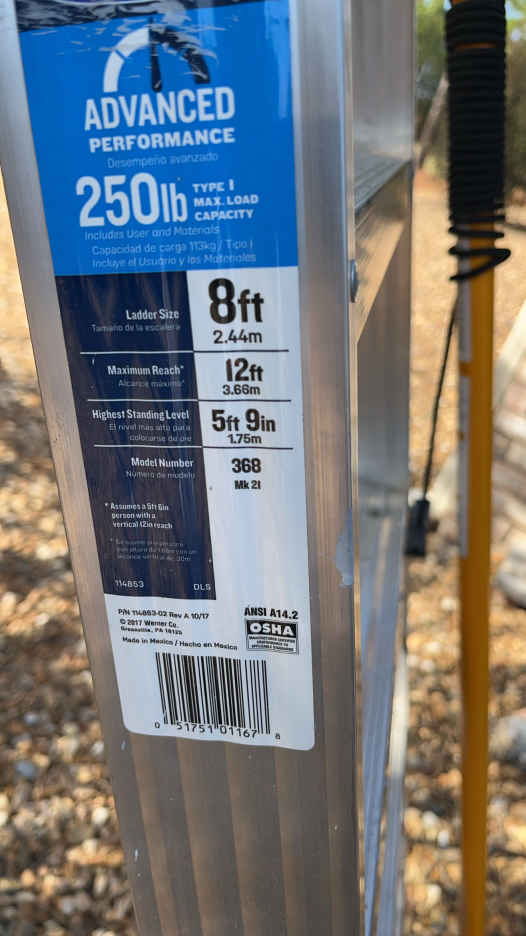 ADVANCED
PERFORMANCE
Desempeño avanzado
250lb
TYPE I
MAX. LOAD
CAPACITY
Includes User and Materials
Capacidad de carga 113kg / Tipo I
Incluye el Usuario y los Materiales
Ladder Size
Tamaño de la escalera
8ft
2.44m
Maximum Reach*
Alcance máximo*
12ft
3.66m
Highest Standing Level
El nivel más alto para
colocarse de pie
5ft 9in
1.75m
Model Number
Número de modelo
368
Mk 21
* Assumes a 5ft 6in
person with a
vertical 12in reach
114853 DLS
P/N 114853-02 Rev A 10/17
© 2017 Werner Co.
Greenville, PA 16125
Made in Mexico / Hecho en Mexico
ANSI A14.2
OSHA
0 51751 01167 8